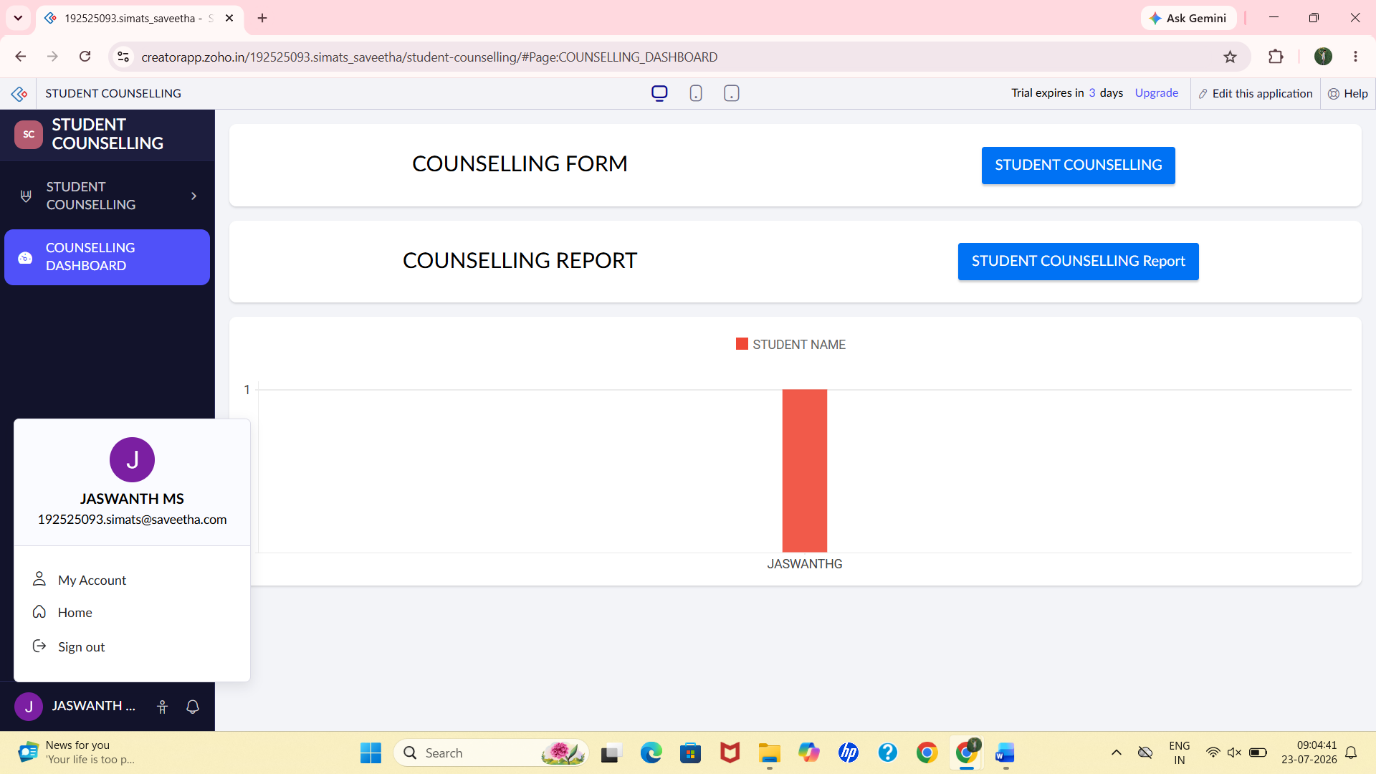 192525093.simats_saveetha - S
Ask Gemini
creatorapp.zoho.in/192525093.simats_saveetha/student-counselling/#Page:COUNSELLING_DASHBOARD
STUDENT COUNSELLING
Trial expires in 3 days Upgrade
Edit this application
Help
SC
STUDENT
COUNSELLING
STUDENT
COUNSELLING
COUNSELLING
DASHBOARD
COUNSELLING FORM
STUDENT COUNSELLING
COUNSELLING REPORT
STUDENT COUNSELLING Report
STUDENT NAME
1
JASWANTHG
J
JASWANTH MS
192525093.simats@saveetha.com
My Account
Home
Sign out
J
JASWANTH ...
News for you
'Your life is too p...
Search
hp
W
ENG
IN
09:04:41
23-07-2026